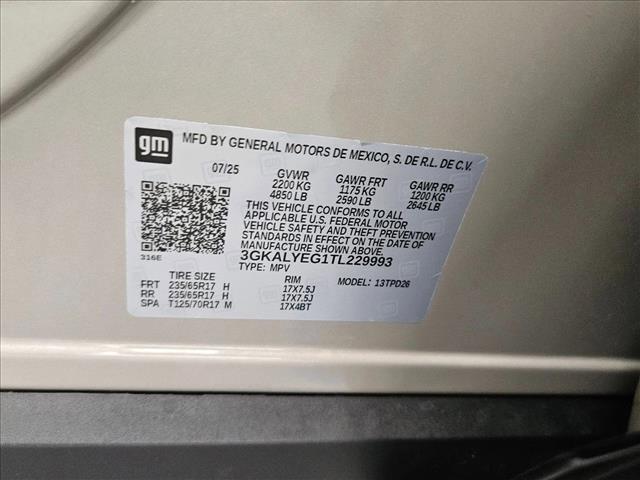 gm
MFD BY GENERAL MOTORS DE MEXICO, S. DE R.L. DE C.V.
07/25 GVWR GAWR FRT GAWR RR
2200 KG 1175 KG 1200 KG
4850 LB 2590 LB 2645 LB
THIS VEHICLE CONFORMS TO ALL
APPLICABLE U.S. FEDERAL MOTOR
VEHICLE SAFETY AND THEFT PREVENTION
STANDARDS IN EFFECT ON THE DATE OF
MANUFACTURE SHOWN ABOVE.
316E 3GKALYEG1TL229993
TYPE: MPV MODEL: 13TPD26
TIRE SIZE RIM
FRT 235/65R17 H 17X7.5J
RR 235/65R17 H 17X7.5J
SPA T125/70R17 M 17X4BT